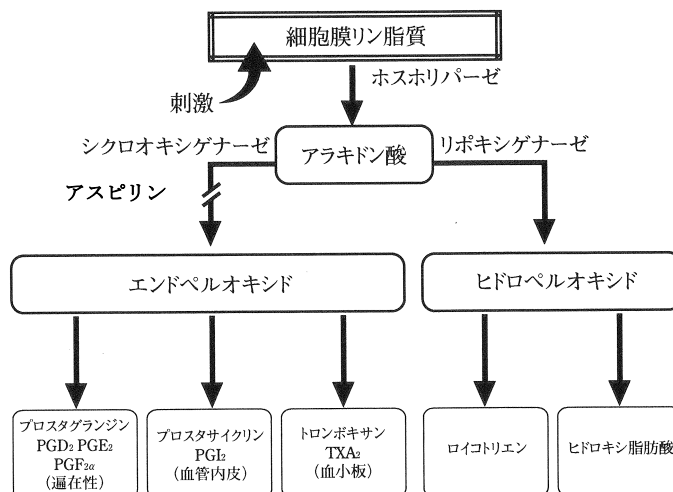 細胞膜リン脂質
ホスホリパーゼ
刺激
シクロオキシゲナーゼ
アラキドン酸
リポキシゲナーゼ
アスピリン
エンドペルオキシド
ヒドロペルオキシド
プロスタグランジン
PGD₂ PGE₂
PGF₂α
(遍在性)
プロスタサイクリン
PGI₂
(血管内皮)
トロンボキサン
TXA₂
(血小板)
ロイコトリエン
ヒドロキシ脂肪酸